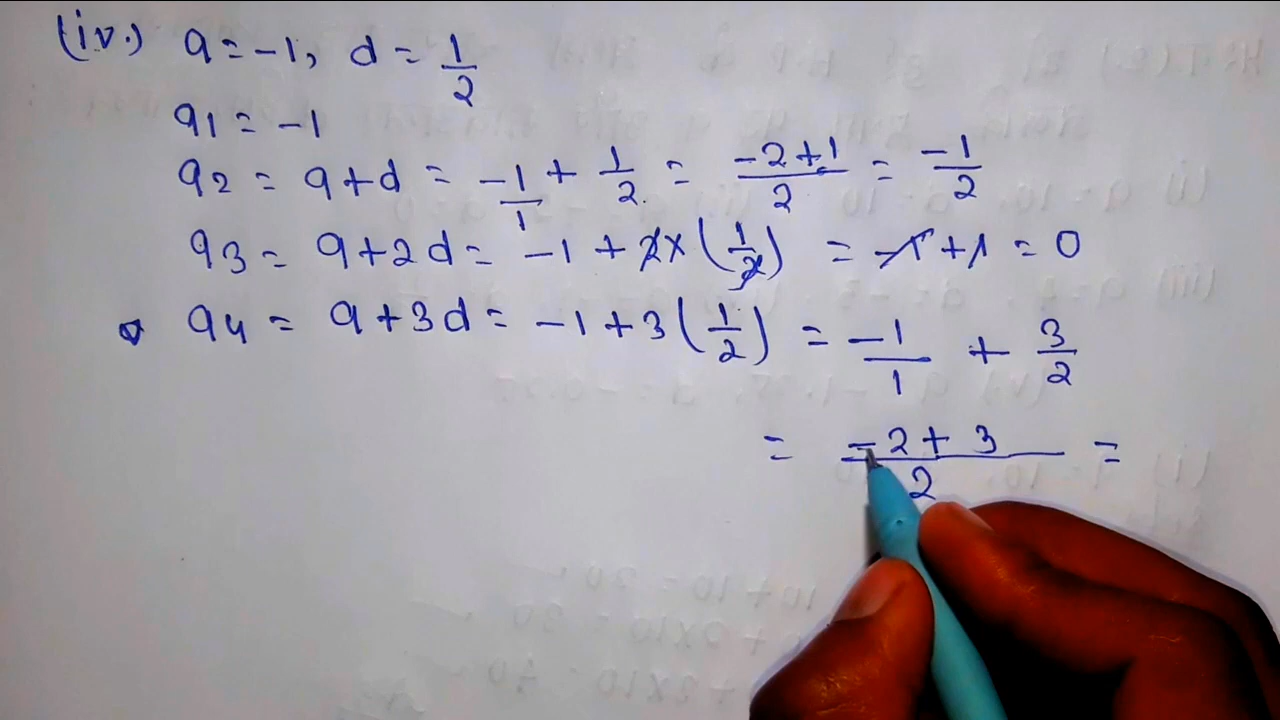 (iv.) a = -1, d = 1/2
a1 = -1
a2 = a+d = -1/1 + 1/2 = -2+1/2 = -1/2
a3 = a+2d = -1 + 2×(1/2) = -1+1 = 0
a4 = a+3d = -1+3(1/2) = -1/1 + 3/2
= -2+3/2 =